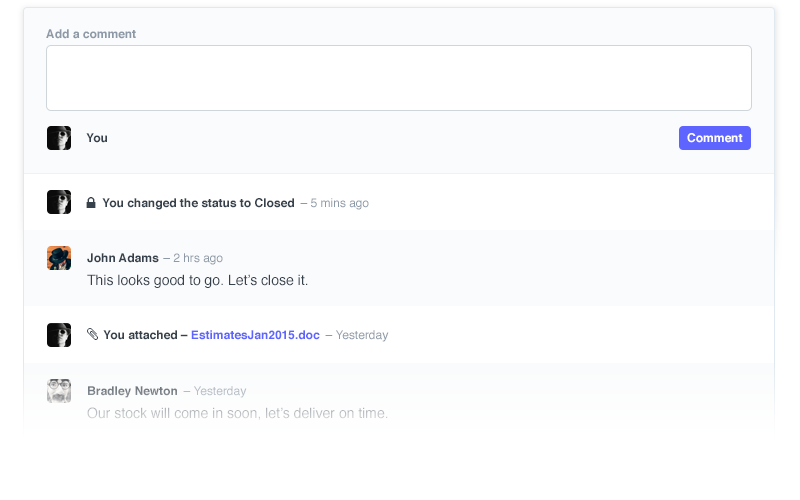 Add a comment
You
Comment
You changed the status to Closed – 5 mins ago
John Adams – 2 hrs ago
This looks good to go. Let’s close it.
You attached – EstimatesJan2015.doc – Yesterday
Bradley Newton – Yesterday
Our stock will come in soon, let’s deliver on time.